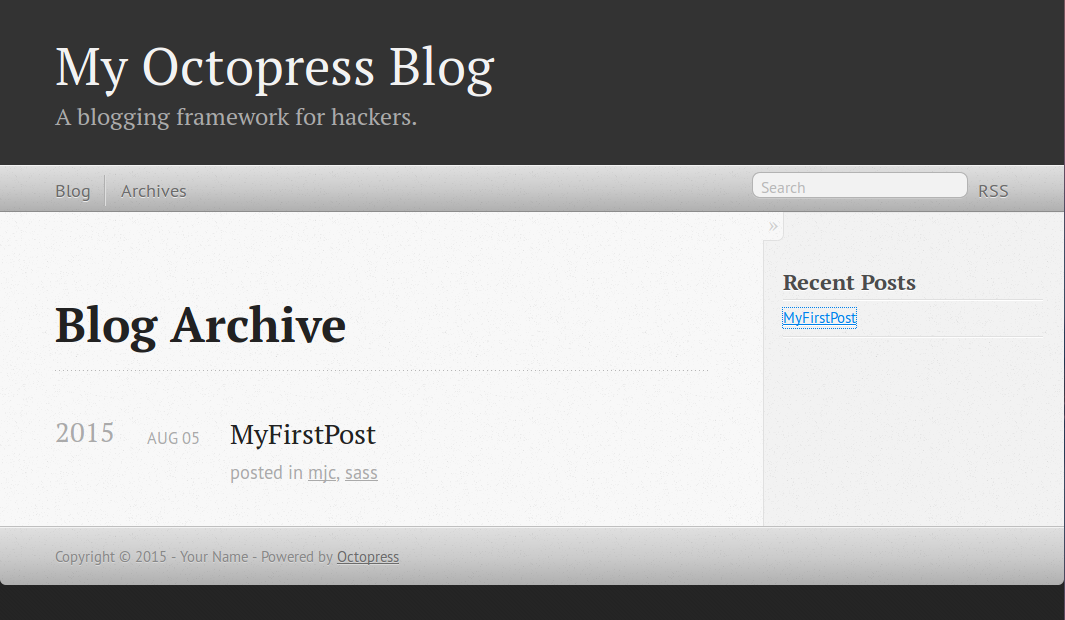 My Octopress Blog
A blogging framework for hackers.
Blog Archives Search RSS
»
Blog Archive
2015 AUG 05 MyFirstPost
posted in mjc, sass
Recent Posts
MyFirstPost
Copyright © 2015 - Your Name - Powered by Octopress